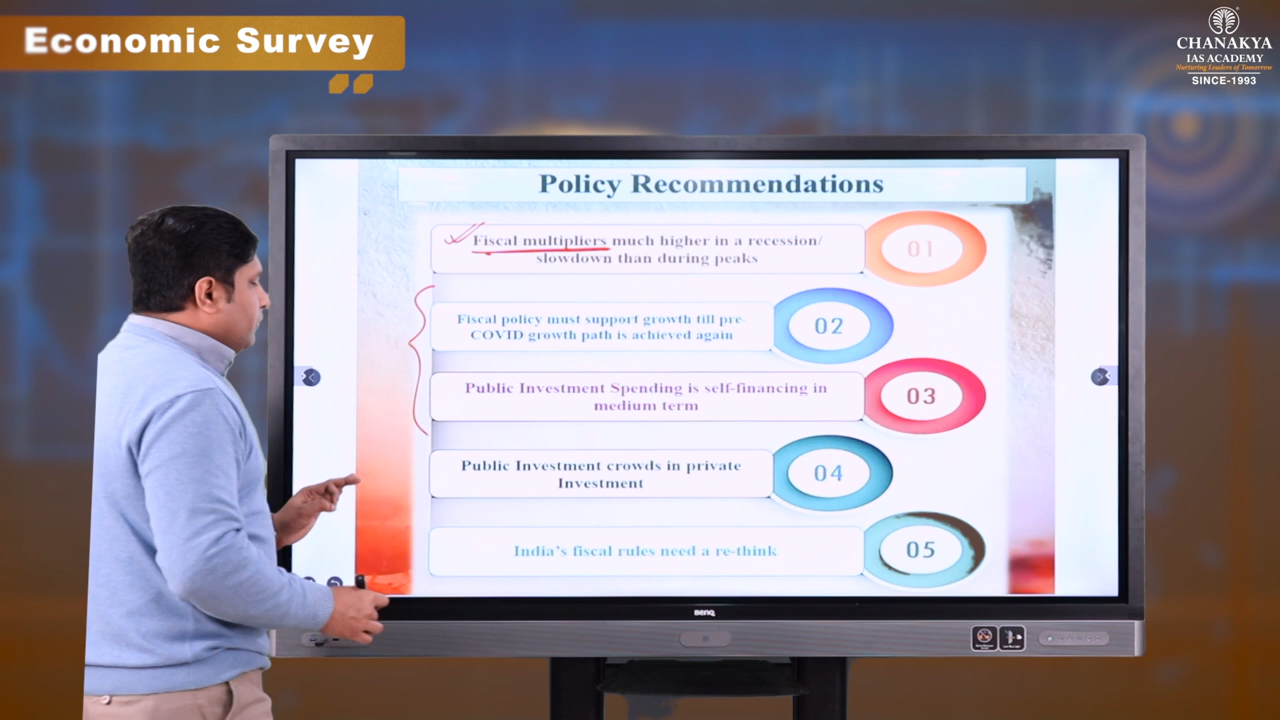 Economic Survey
CHANAKYA
IAS ACADEMY
Nurturing Leaders of Tomorrow
SINCE-1993
Policy Recommendations
Fiscal multipliers much higher in a recession/
slowdown than during peaks
01
Fiscal policy must support growth till pre-
COVID growth path is achieved again
02
Public Investment Spending is self-financing in
medium term
03
Public Investment crowds in private
Investment
04
India's fiscal rules need a re-think
05
BenQ